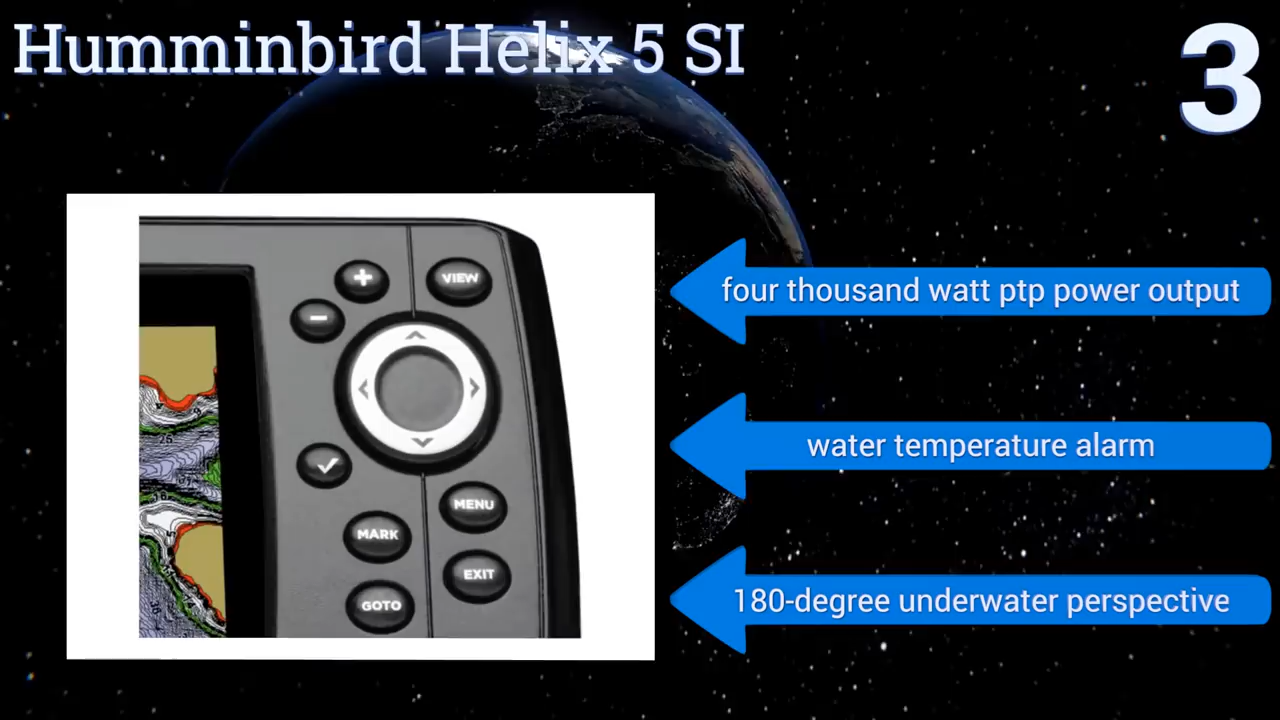 Humminbird Helix 5 SI
3
four thousand watt ptp power output
water temperature alarm
180-degree underwater perspective
+
VIEW
-
MENU
MARK
EXIT
GOTO